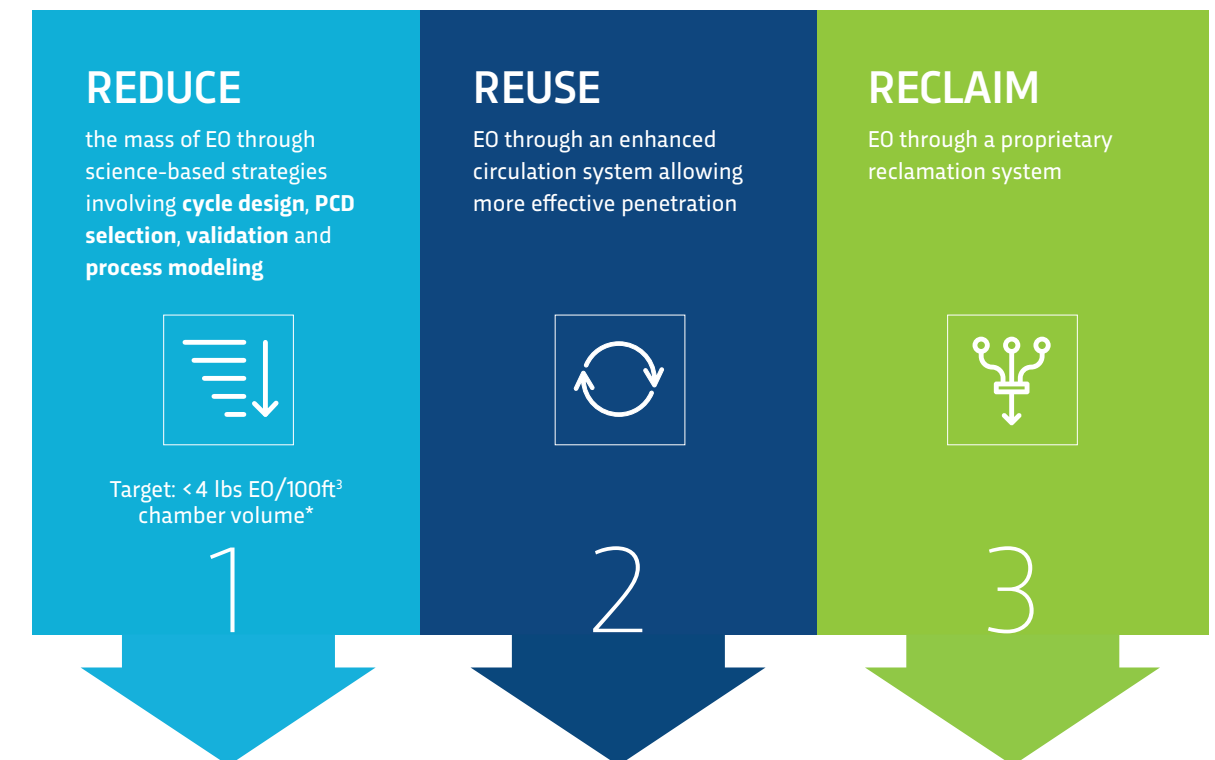 REDUCE
the mass of EO through
science-based strategies
involving cycle design, PCD
selection, validation and
process modeling
Target: <4 lbs EO/100ft³
chamber volume*
1
REUSE
EO through an enhanced
circulation system allowing
more effective penetration
2
RECLAIM
EO through a proprietary
reclamation system
3